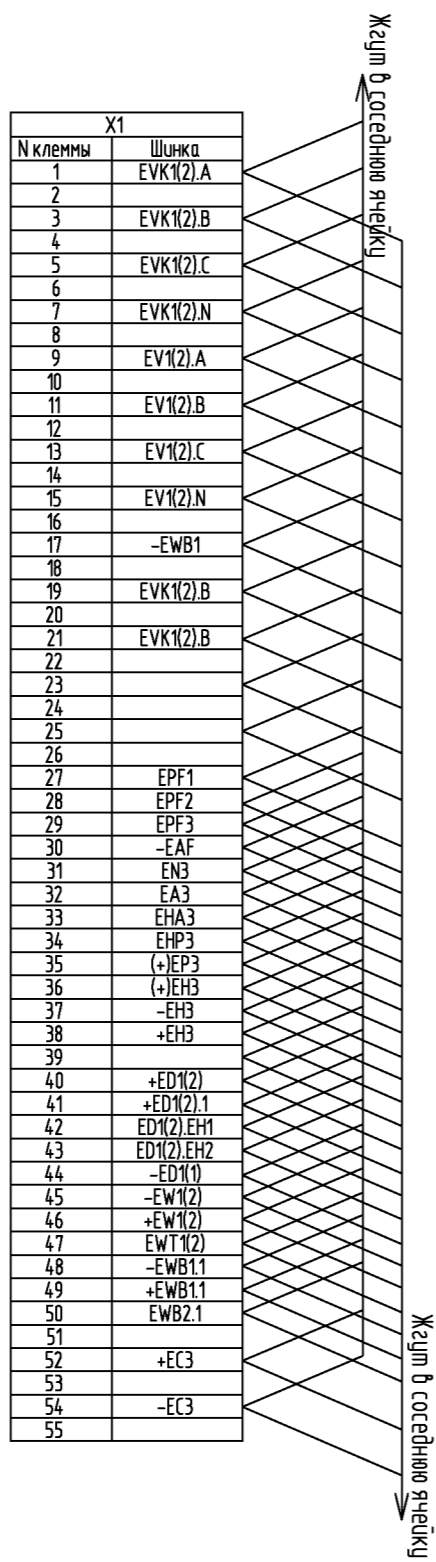 Жгут в соседнюю ячейку
X1
N клеммы Шинка
1 EVK1(2).A
2
3 EVK1(2).B
4
5 EVK1(2).C
6
7 EVK1(2).N
8
9 EV1(2).A
10
11 EV1(2).B
12
13 EV1(2).C
14
15 EV1(2).N
16
17 -EWB1
18
19 EVK1(2).B
20
21 EVK1(2).B
22
23
24
25
26
27 EPF1
28 EPF2
29 EPF3
30 -EAF
31 EN3
32 EA3
33 EHA3
34 EHP3
35 (+)EP3
36 (+)EH3
37 -EH3
38 +EH3
39
40 +ED1(2)
41 +ED1(2).1
42 ED1(2).EH1
43 ED1(2).EH2
44 -ED1(1)
45 -EW1(2)
46 +EW1(2)
47 EWT1(2)
48 -EWB1.1
49 +EWB1.1
50 EWB2.1
51
52 +EC3
53
54 -EC3
55
Жгут в соседнюю ячейку